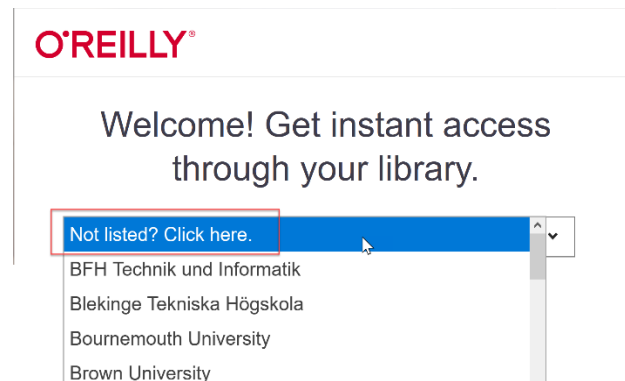 O'REILLY®
Welcome! Get instant access
through your library.
Not listed? Click here.
BFH Technik und Informatik
Blekinge Tekniska Högskola
Bournemouth University
Brown University